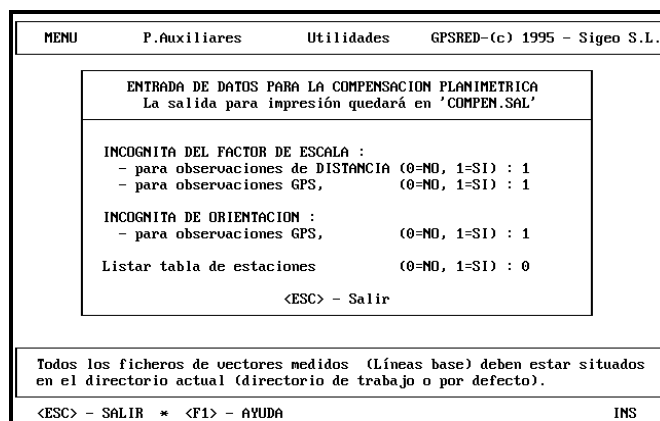 MENU P.Auxiliares Utilidades GPSRED-(c) 1995 - Sigeo S.L.
ENTRADA DE DATOS PARA LA COMPENSACION PLANIMETRICA
La salida para impresión quedará en 'COMPEN.SAL'
INCOGNITA DEL FACTOR DE ESCALA :
- para observaciones de DISTANCIA (0=NO, 1=SI) : 1
- para observaciones GPS, (0=NO, 1=SI) : 1
INCOGNITA DE ORIENTACION :
- para observaciones GPS, (0=NO, 1=SI) : 1
Listar tabla de estaciones (0=NO, 1=SI) : 0
<ESC> - Salir
Todos los ficheros de vectores medidos (Líneas base) deben estar situados
en el directorio actual (directorio de trabajo o por defecto).
<ESC> - SALIR * <F1> - AYUDA INS